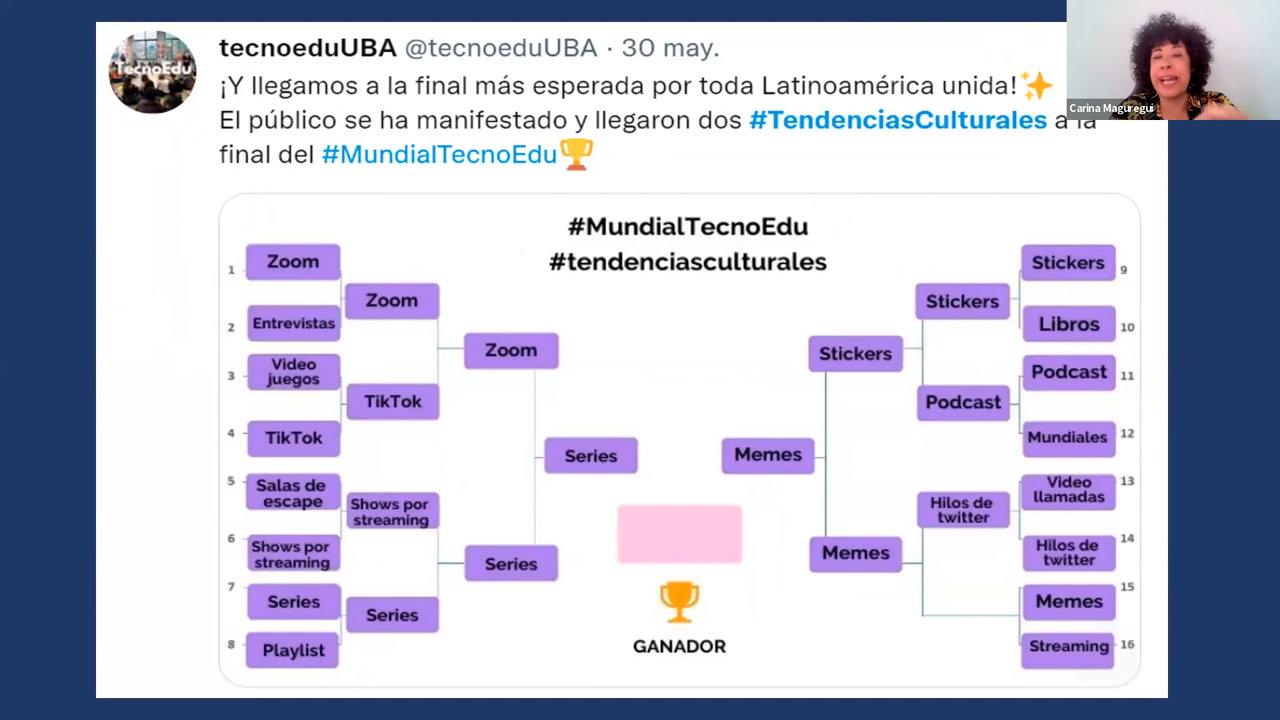 tecnoeduUBA @tecnoeduUBA · 30 may.
¡Y llegamos a la final más esperada por toda Latinoamérica unida!✨
El público se ha manifestado y llegaron dos #TendenciasCulturales a la
final del #MundialTecnoEdu🏆
TecnoEdu
Carina Maguregui
#MundialTecnoEdu
#tendenciasculturales
1
Zoom
2
Entrevistas
3
Video
juegos
4
TikTok
5
Salas de
escape
6
Shows por
streaming
7
Series
8
Playlist
Zoom
TikTok
Shows por
streaming
Series
Zoom
Series
Series
Memes
Stickers
Memes
Stickers
Podcast
Hilos de
twitter
Stickers
9
Libros
10
Podcast
11
Mundiales
12
Video
llamadas
13
Hilos de
twitter
14
Memes
15
Streaming
16
GANADOR